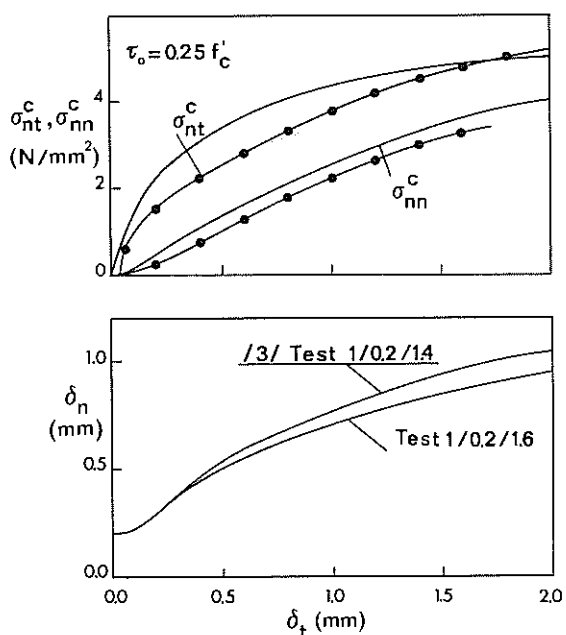 τₒ = 0.25 f'c
σᶜnt, σᶜnn
(N/mm²)
4
2
0
σᶜnt
σᶜnn
δn
(mm)
1.0
0.5
0.0
/3/ Test 1/0.2/1.4
Test 1/0.2/1.6
0.0 0.5 1.0 1.5 2.0
δt (mm)